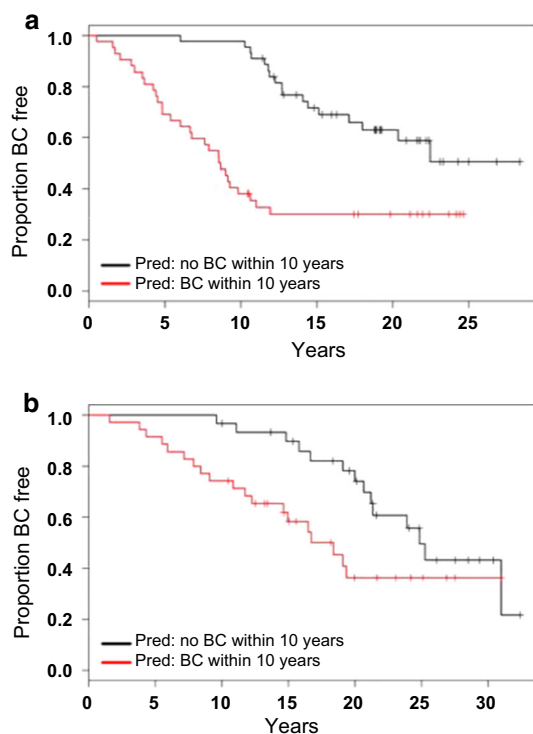 a
Proportion BC free
1.0
0.8
0.6
0.4
0.2
0.0
Pred: no BC within 10 years
Pred: BC within 10 years
0 5 10 15 20 25
Years
b
Proportion BC free
1.0
0.8
0.6
0.4
0.2
0.0
Pred: no BC within 10 years
Pred: BC within 10 years
0 5 10 15 20 25 30
Years